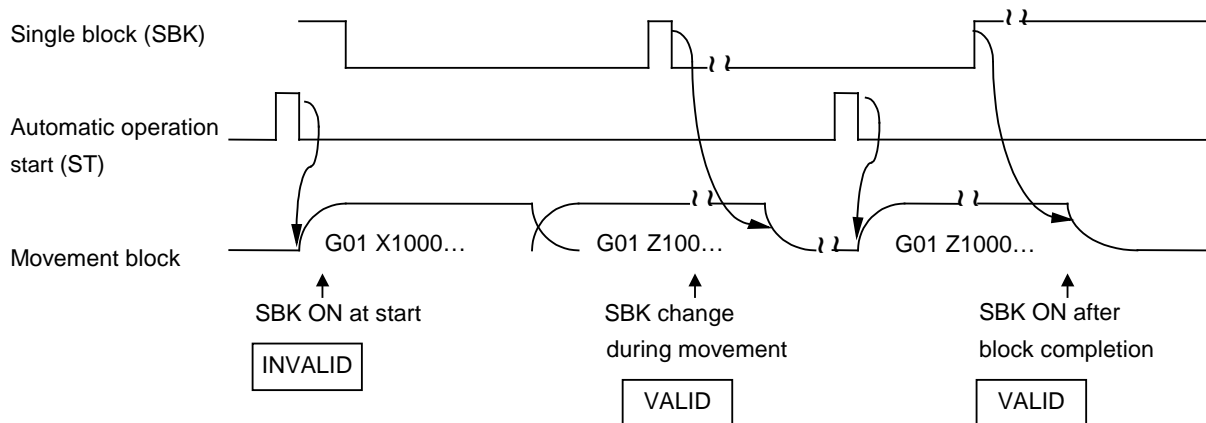 Single block (SBK)
Automatic operation
start (ST)
Movement block
G01 X1000…
G01 Z100…
G01 Z1000…
SBK ON at start
INVALID
SBK change
during movement
VALID
SBK ON after
block completion
VALID